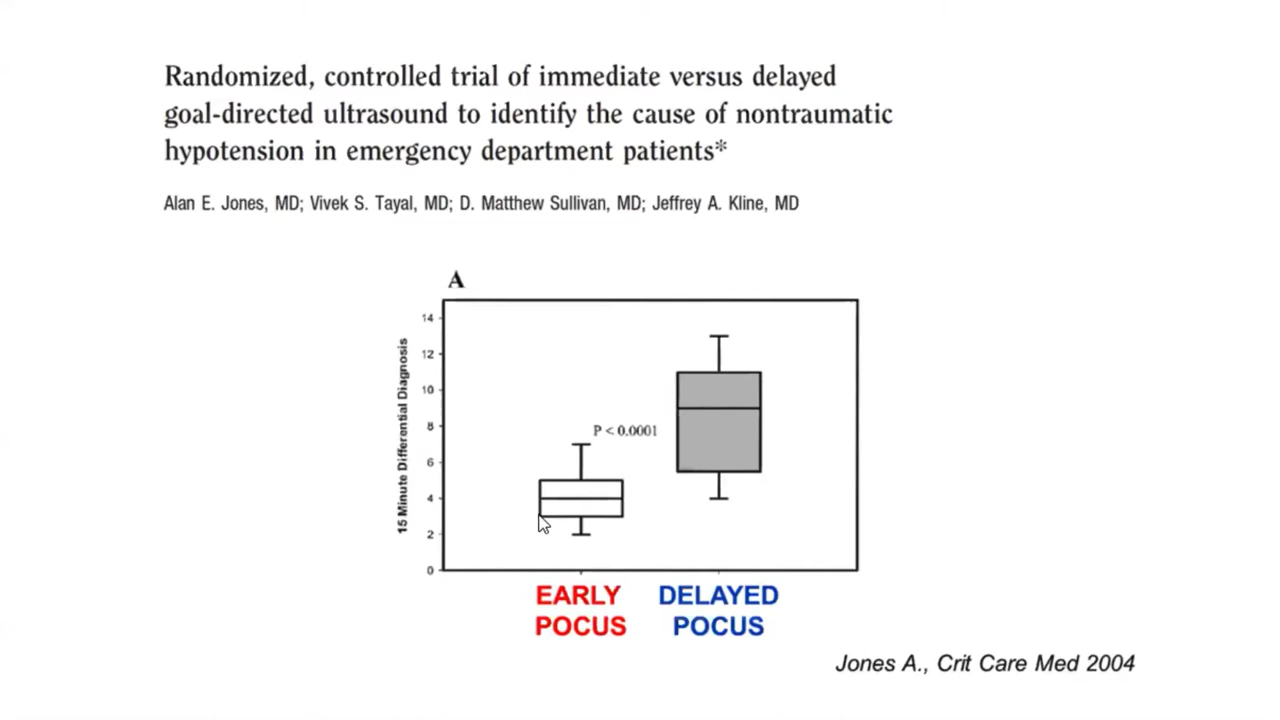 Randomized, controlled trial of immediate versus delayed
goal-directed ultrasound to identify the cause of nontraumatic
hypotension in emergency department patients*
Alan E. Jones, MD; Vivek S. Tayal, MD; D. Matthew Sullivan, MD; Jeffrey A. Kline, MD
A
15 Minute Differential Diagnosis
14
12
10
8
6
4
2
0
P < 0.0001
EARLY
POCUS
DELAYED
POCUS
Jones A., Crit Care Med 2004